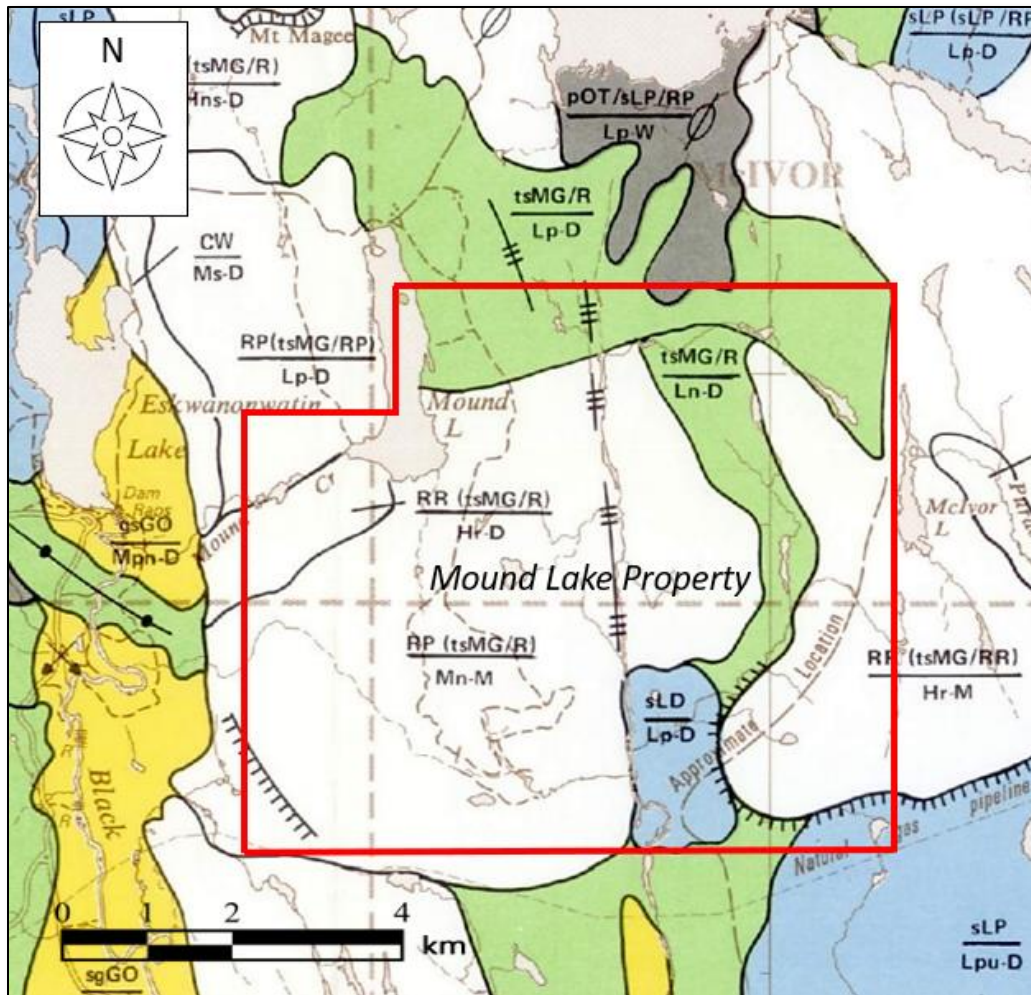 N
Mt Magee
(tsMG/R)
Hns-D
sLP
sLP (sLP/RP
Lp-D
pOT/sLP/RP
Lp-W
McIVOR
tsMG/R
Lp-D
CW
Ms-D
RP(tsMG/RP)
Lp-D
tsMG/R
Ln-D
Eskwanonwatin
Lake
Mound
L
Dam
Raps
gsGO
Mpn-D
Mound Cr
RR (tsMG/R)
Hr-D
McIvor
L
Mound Lake Property
RP (tsMG/R)
Mn-M
Location
RR (tsMG/RR)
Hr-M
sLD
Lp-D
Approximate
R
Black
R
Natural gas pipeline
0 1 2 4
km
sLP
Lpu-D
sgGO